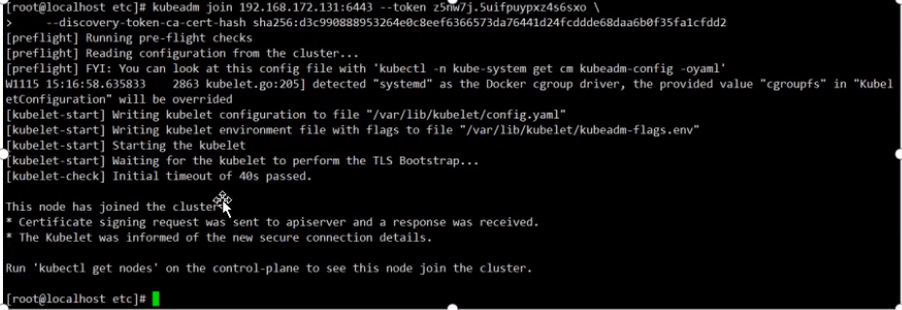 [root@localhost etc]# kubeadm join 192.168.172.131:6443 --token z5nw7j.5uifpuypxz4s6sxo \
>     --discovery-token-ca-cert-hash sha256:d3c990888953264e0c8eef6366573da76441d24fcddde68daa6b0f35fa1cfdd2
[preflight] Running pre-flight checks
[preflight] Reading configuration from the cluster...
[preflight] FYI: You can look at this config file with 'kubectl -n kube-system get cm kubeadm-config -oyaml'
W1115 15:16:58.635833    2863 kubelet.go:205] detected "systemd" as the Docker cgroup driver, the provided value "cgroupfs" in "Kubel
etConfiguration" will be overrided
[kubelet-start] Writing kubelet configuration to file "/var/lib/kubelet/config.yaml"
[kubelet-start] Writing kubelet environment file with flags to file "/var/lib/kubelet/kubeadm-flags.env"
[kubelet-start] Starting the kubelet
[kubelet-start] Waiting for the kubelet to perform the TLS Bootstrap...
[kubelet-check] Initial timeout of 40s passed.
This node has joined the cluster
* Certificate signing request was sent to apiserver and a response was received.
* The Kubelet was informed of the new secure connection details.
Run 'kubectl get nodes' on the control-plane to see this node join the cluster.
[root@localhost etc]#